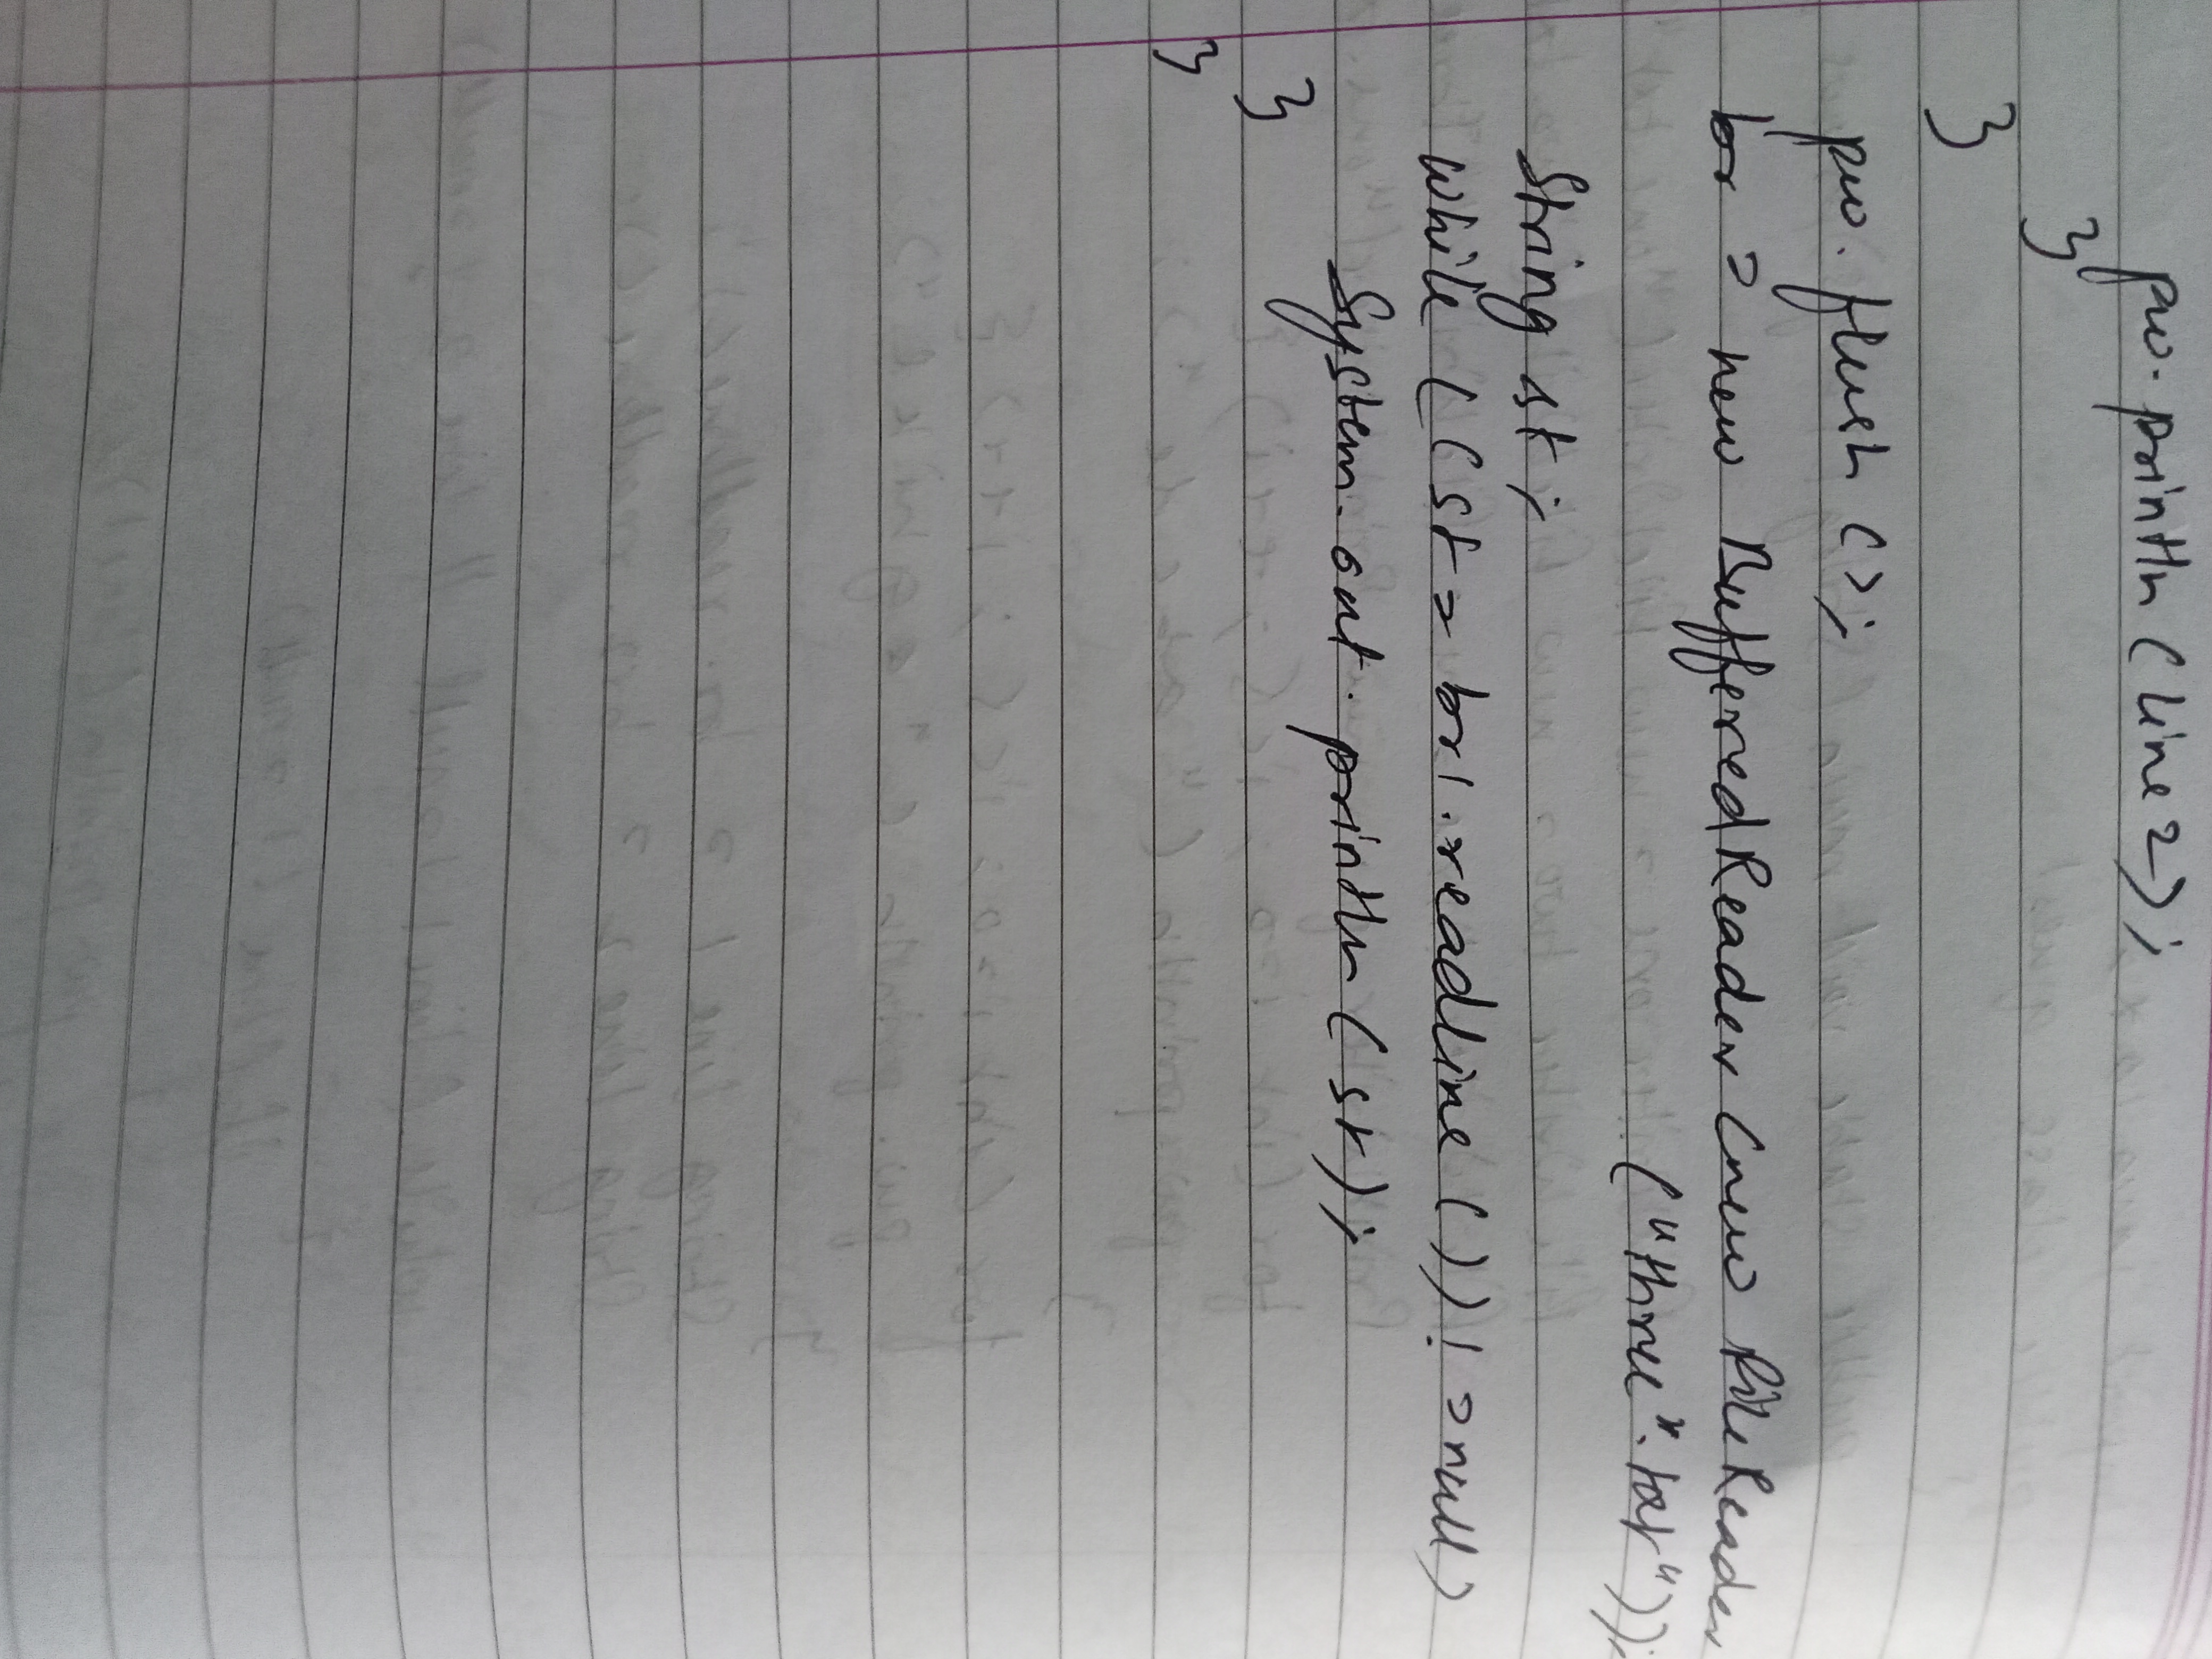 pw.println(line2);
}
}
pw.flush();
br = new BufferedReader(new FileReader
("three".tat"));
String st;
while ((st = br1.readline())!=null)
System.out.println(st);
}
}